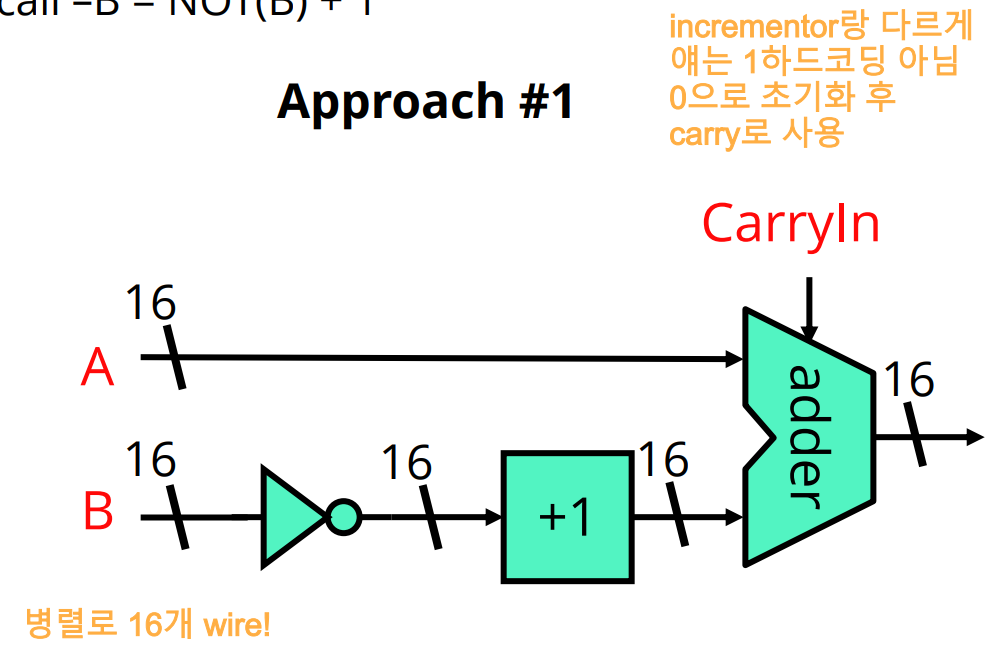 call –B = NOT(B) + 1
incrementor랑 다르게
얘는 1하드코딩 아님
0으로 초기화 후
carry로 사용
Approach #1
CarryIn
16
A
16
16
16
16
B
+1
adder
병렬로 16개 wire!